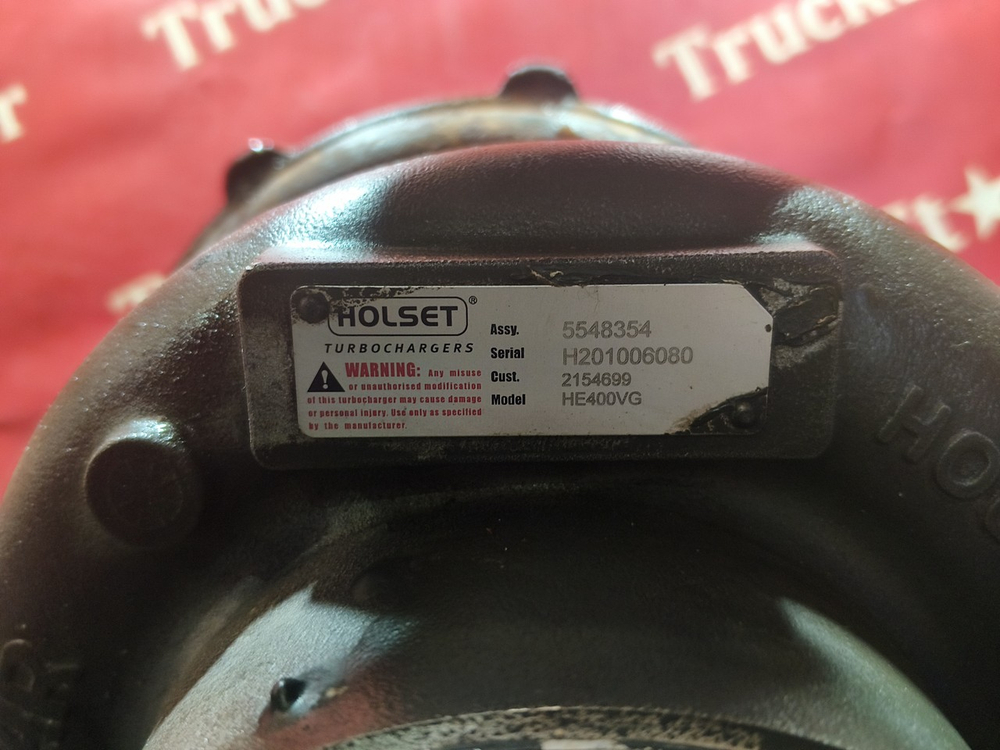 Trucker
HOLSET®
TURBOCHARGERS
WARNING: Any misuse
or unauthorised modification
of this turbocharger may cause damage
or personal injury. Use only as specified
by the manufacturer.
Assy. 5548354
Serial H201006080
Cust. 2154699
Model HE400VG